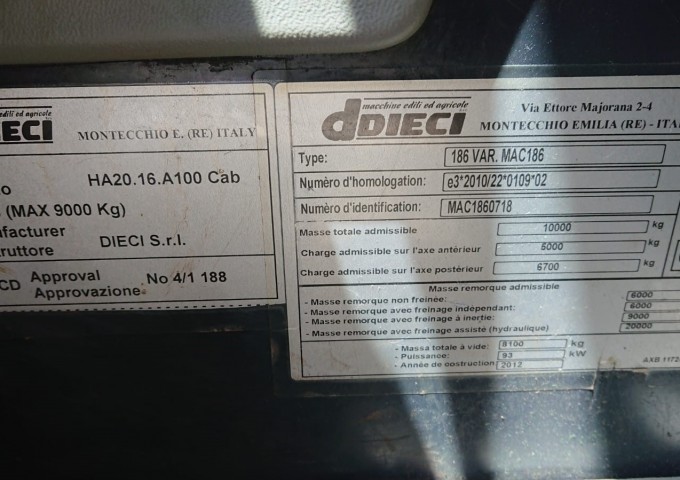 macchine edili ed agricole
DIECI
MONTECCHIO E. (RE) ITALY
HA20.16.A100 Cab
(MAX 9000 Kg)
DIECI S.r.l.
Approval
Approvazione
No 4/1 188
macchine edili ed agricole
DIECI
Via Ettore Majorana 2-4
MONTECCHIO EMILIA (RE) - ITA
Type: 186 VAR. MAC186
Numèro d'homologation: e3*2010/22*0109*02
Numèro d'identification: MAC1860718
Masse totale admissible 10000 kg
Charge admissible sur l'axe antérieur 5000 kg
Charge admissible sur l'axe postérieur 6700 kg
Masse remorque admissible
- Masse remorque non freinée: 6000
- Masse remorque avec freinage indépendant: 6000
- Masse remorque avec freinage à inertie: 9000
- Masse remorque avec freinage assisté (hydraulique) 20000
- Massa totale à vide: 8100 kg
- Puissance: 93 kW
- Année de costruction 2012
AXB 1172